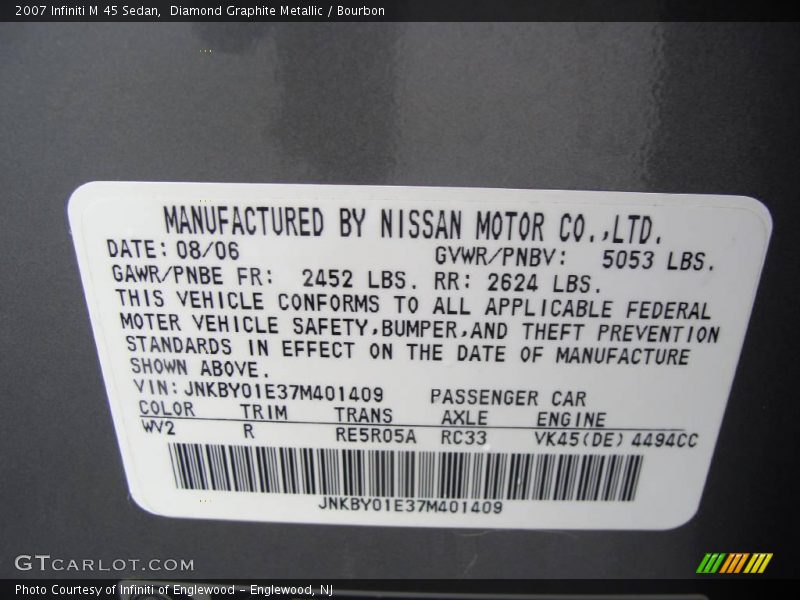 2007 Infiniti M 45 Sedan,  Diamond Graphite Metallic / Bourbon
MANUFACTURED BY NISSAN MOTOR CO.,LTD.
DATE: 08/06 GVWR/PNBV: 5053 LBS.
GAWR/PNBE FR: 2452 LBS. RR: 2624 LBS.
THIS VEHICLE CONFORMS TO ALL APPLICABLE FEDERAL
MOTER VEHICLE SAFETY,BUMPER,AND THEFT PREVENTION
STANDARDS IN EFFECT ON THE DATE OF MANUFACTURE
SHOWN ABOVE.
VIN: JNKBY01E37M401409 PASSENGER CAR
COLOR TRIM TRANS AXLE ENGINE
WV2 R RE5R05A RC33 VK45(DE) 4494CC
JNKBY01E37M401409
GTCARLOT.COM
Photo Courtesy of Infiniti of Englewood – Englewood, NJ